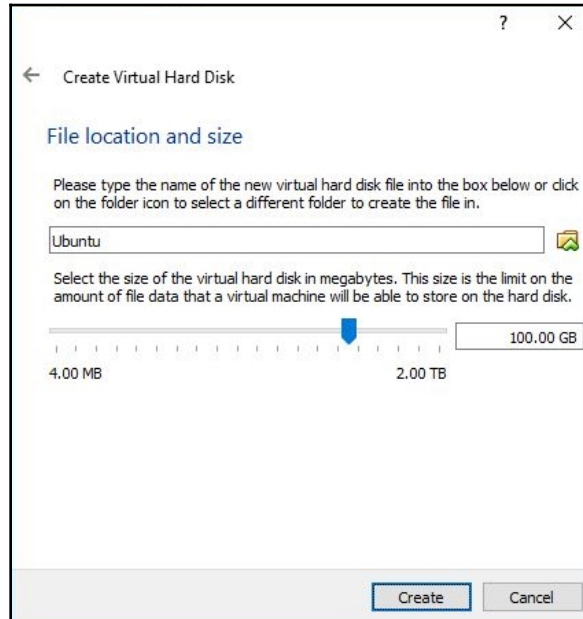 ?
Create Virtual Hard Disk
File location and size
Please type the name of the new virtual hard disk file into the box below or click
on the folder icon to select a different folder to create the file in.
Ubuntu
Select the size of the virtual hard disk in megabytes. This size is the limit on the
amount of file data that a virtual machine will be able to store on the hard disk.
100.00 GB
4.00 MB 2.00 TB
Create Cancel